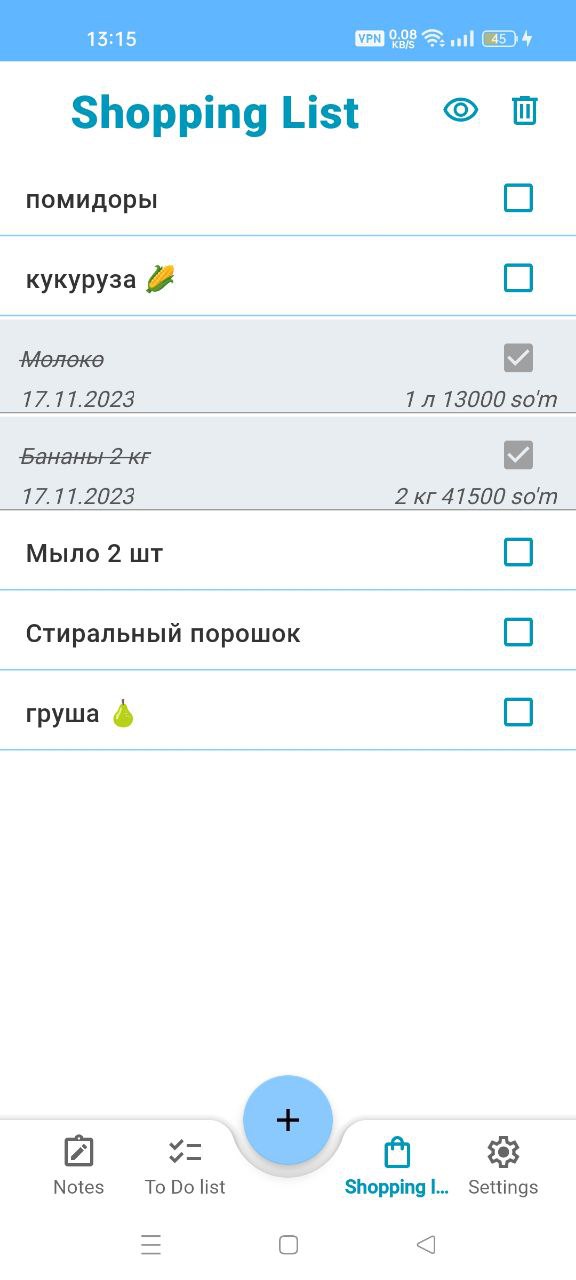 13:15 VPN 0.08 KB/S 45
Shopping List
помидоры
кукуруза 🌽
Молоко
17.11.2023 1 л 13000 so'm
Бананы 2 кг
17.11.2023 2 кг 41500 so'm
Мыло 2 шт
Стиральный порошок
груша 🍐
+
Notes To Do list Shopping l... Settings